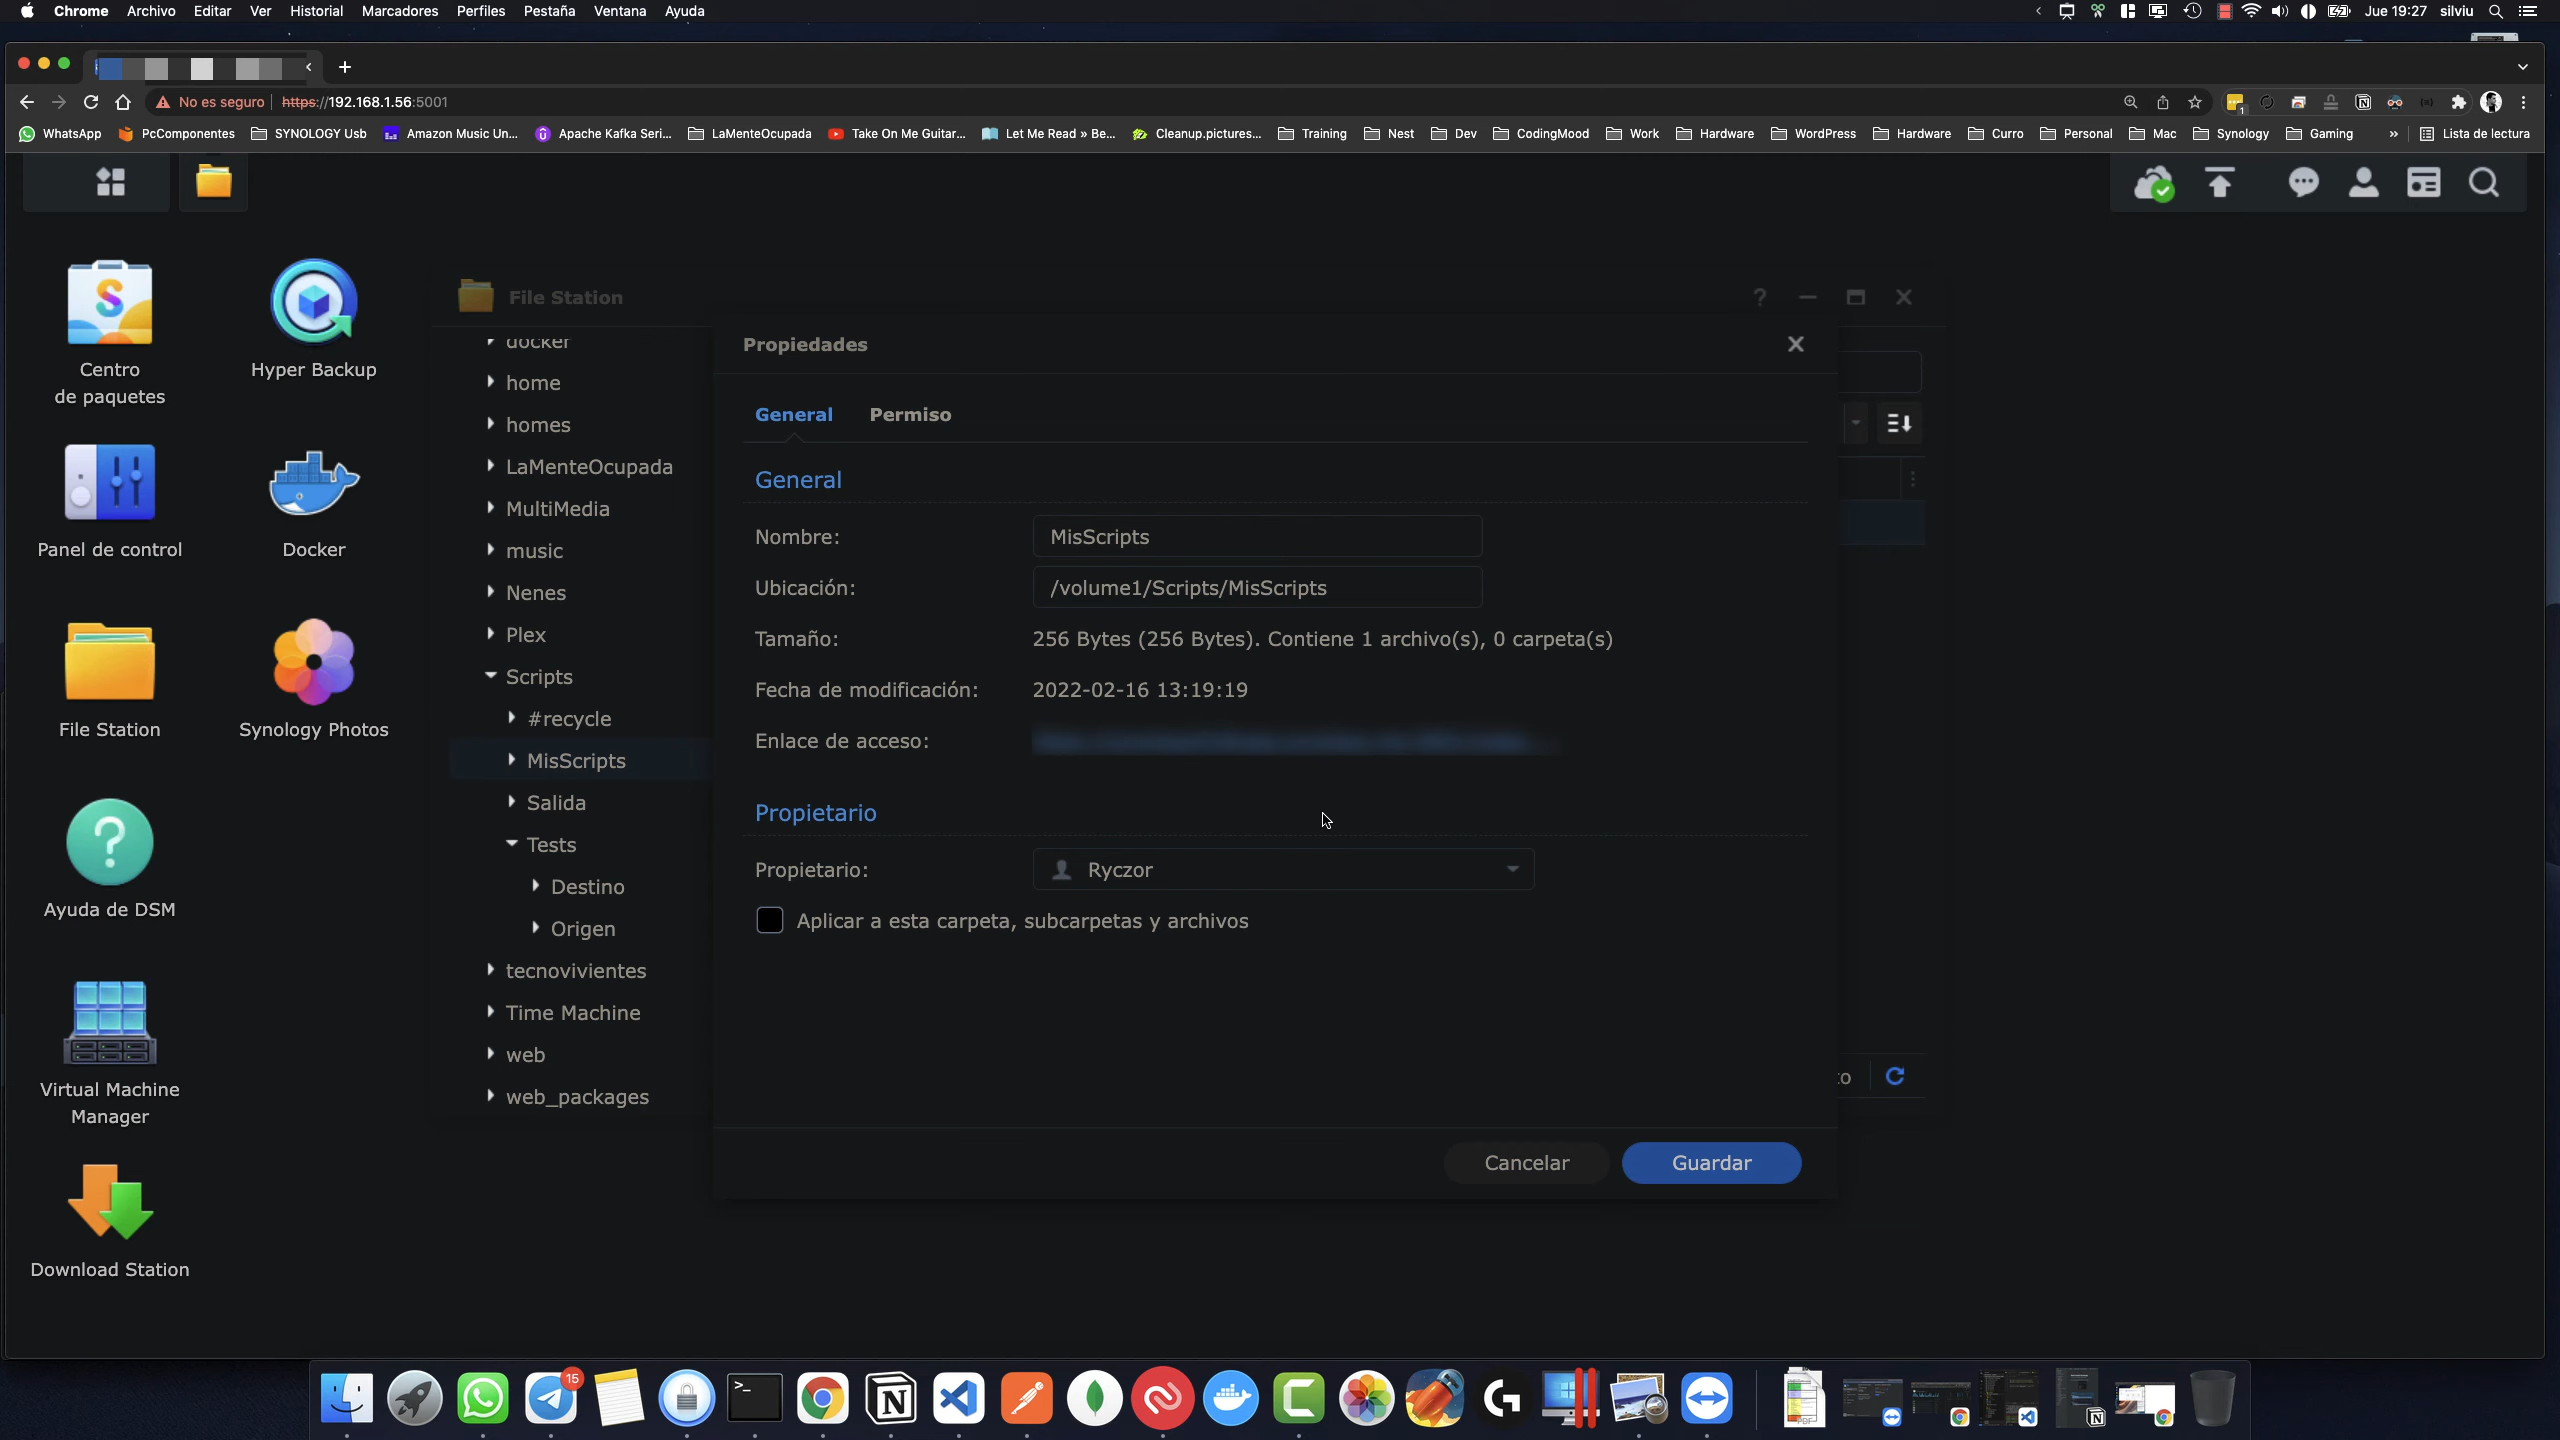 Chrome Archivo Editar Ver Historial Marcadores Perfiles Pestaña Ventana Ayuda
Jue 19:27 silviu
No es seguro https://192.168.1.56:5001
WhatsApp PcComponentes SYNOLOGY Usb Amazon Music Un... Apache Kafka Seri... LaMenteOcupada Take On Me Guitar... Let Me Read » Be... Cleanup.pictures... Training Nest Dev CodingMood Work Hardware WordPress Hardware Curro Personal Mac Synology Gaming » Lista de lectura
Centro
de paquetes
Hyper Backup
Panel de control
Docker
File Station
Synology Photos
Ayuda de DSM
Virtual Machine
Manager
Download Station
File Station
docker
home
homes
LaMenteOcupada
MultiMedia
music
Nenes
Plex
Scripts
#recycle
MisScripts
Salida
Tests
Destino
Origen
tecnovivientes
Time Machine
web
web_packages
Propiedades
General Permiso
General
Nombre: MisScripts
Ubicación: /volume1/Scripts/MisScripts
Tamaño: 256 Bytes (256 Bytes). Contiene 1 archivo(s), 0 carpeta(s)
Fecha de modificación: 2022-02-16 13:19:19
Enlace de acceso:
Propietario
Propietario: Ryczor
Aplicar a esta carpeta, subcarpetas y archivos
Cancelar Guardar
15